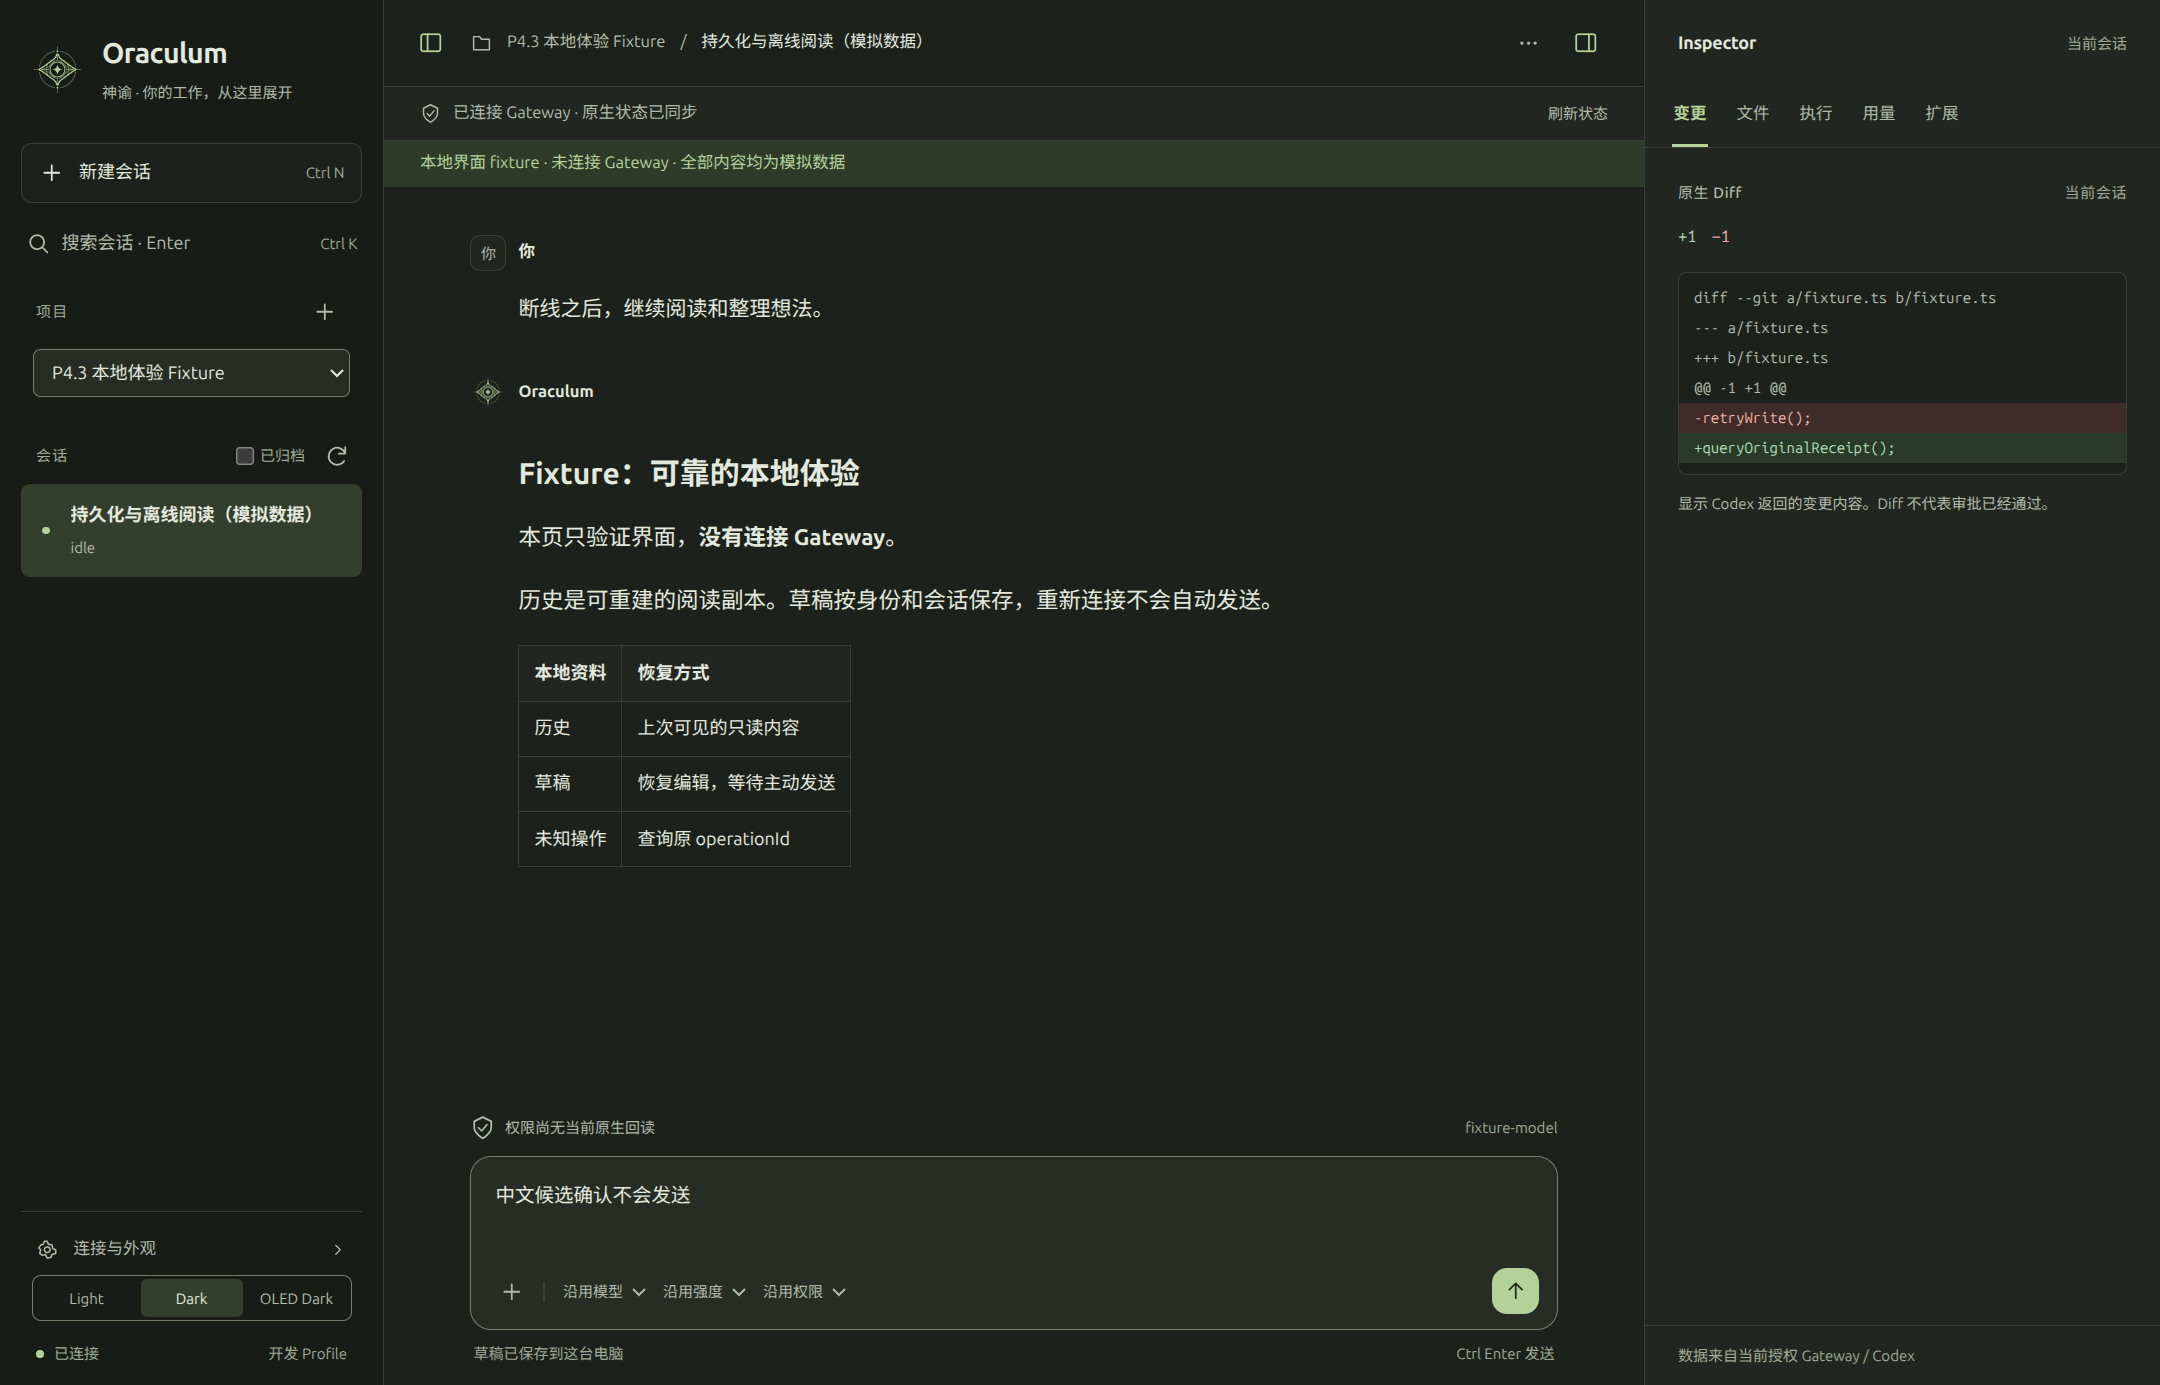 Oraculum
神谕 · 你的工作，从这里展开
新建会话 Ctrl N
搜索会话 · Enter Ctrl K
项目
P4.3 本地体验 Fixture
会话 已归档
持久化与离线阅读（模拟数据）
idle
连接与外观
Light Dark OLED Dark
已连接 开发 Profile
P4.3 本地体验 Fixture / 持久化与离线阅读（模拟数据）
已连接 Gateway · 原生状态已同步 刷新状态
本地界面 fixture · 未连接 Gateway · 全部内容均为模拟数据
你 你
断线之后，继续阅读和整理想法。
Oraculum
Fixture：可靠的本地体验
本页只验证界面，没有连接 Gateway。
历史是可重建的阅读副本。草稿按身份和会话保存，重新连接不会自动发送。
本地资料 恢复方式
历史 上次可见的只读内容
草稿 恢复编辑，等待主动发送
未知操作 查询原 operationId
权限尚无当前原生回读 fixture-model
中文候选确认不会发送
沿用模型 沿用强度 沿用权限
草稿已保存到这台电脑 Ctrl Enter 发送
Inspector 当前会话
变更 文件 执行 用量 扩展
原生 Diff 当前会话
+1 −1
diff --git a/fixture.ts b/fixture.ts
--- a/fixture.ts
+++ b/fixture.ts
@@ -1 +1 @@
-retryWrite();
+queryOriginalReceipt();
显示 Codex 返回的变更内容。Diff 不代表审批已经通过。
数据来自当前授权 Gateway / Codex